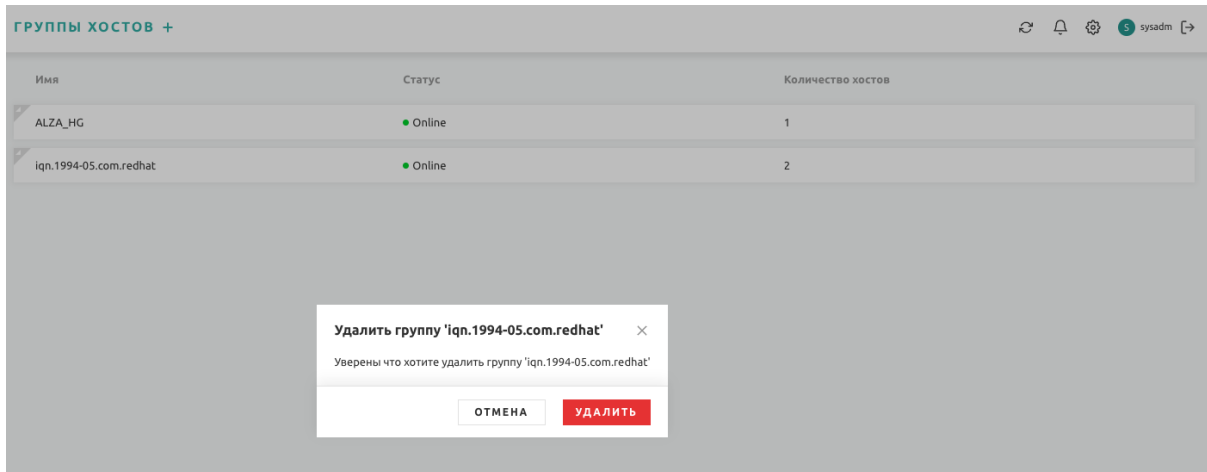 ГРУППЫ ХОСТОВ +
S sysadm
Имя Статус Количество хостов
ALZA_HG Online 1
iqn.1994-05.com.redhat Online 2
Удалить группу 'iqn.1994-05.com.redhat'
Уверены что хотите удалить группу 'iqn.1994-05.com.redhat'
ОТМЕНА УДАЛИТЬ